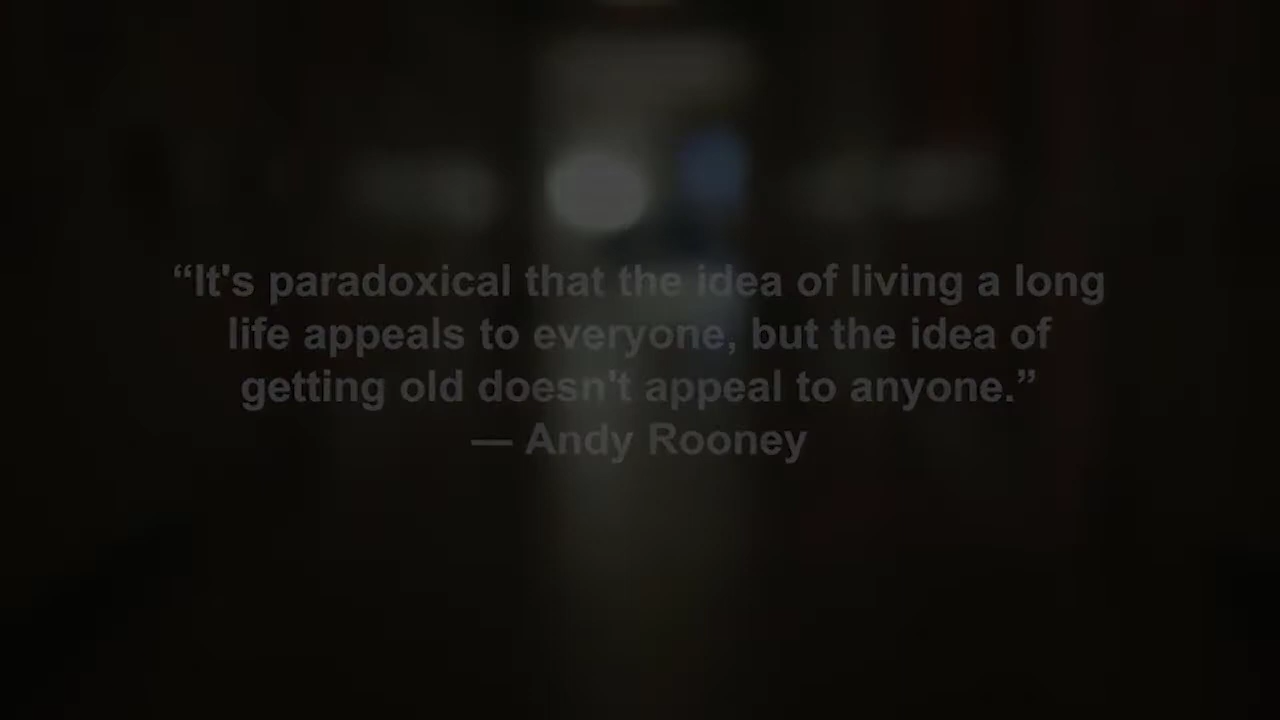 “It's paradoxical that the idea of living a long
life appeals to everyone, but the idea of
getting old doesn't appeal to anyone.”
— Andy Rooney